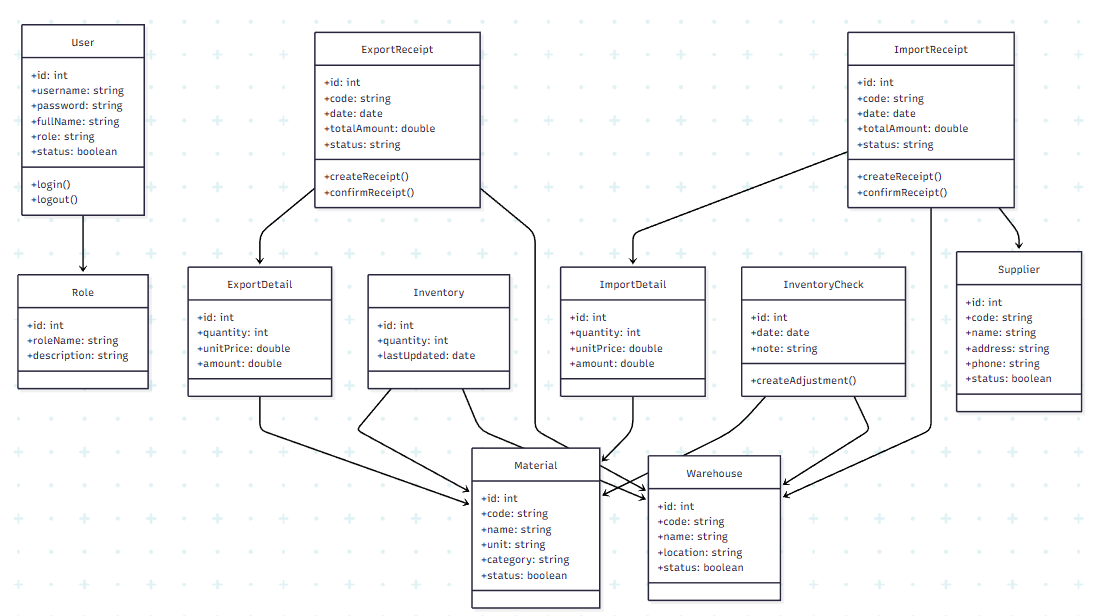 User
+id: int
+username: string
+password: string
+fullName: string
+role: string
+status: boolean
+login()
+logout()
ExportReceipt
+id: int
+code: string
+date: date
+totalAmount: double
+status: string
+createReceipt()
+confirmReceipt()
ImportReceipt
+id: int
+code: string
+date: date
+totalAmount: double
+status: string
+createReceipt()
+confirmReceipt()
Role
+id: int
+roleName: string
+description: string
ExportDetail
+id: int
+quantity: int
+unitPrice: double
+amount: double
Inventory
+id: int
+quantity: int
+lastUpdated: date
ImportDetail
+id: int
+quantity: int
+unitPrice: double
+amount: double
InventoryCheck
+id: int
+date: date
+note: string
+createAdjustment()
Supplier
+id: int
+code: string
+name: string
+address: string
+phone: string
+status: boolean
Material
+id: int
+code: string
+name: string
+unit: string
+category: string
+status: boolean
Warehouse
+id: int
+code: string
+name: string
+location: string
+status: boolean